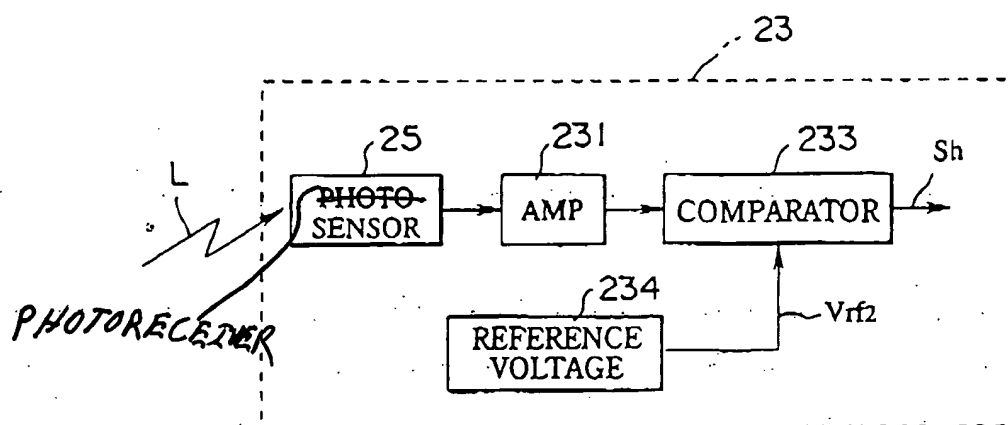 23
25
231
233
Sh
L
PHOTO-
SENSOR
AMP
COMPARATOR
PHOTORECEIVER
234
REFERENCE
VOLTAGE
Vrf2